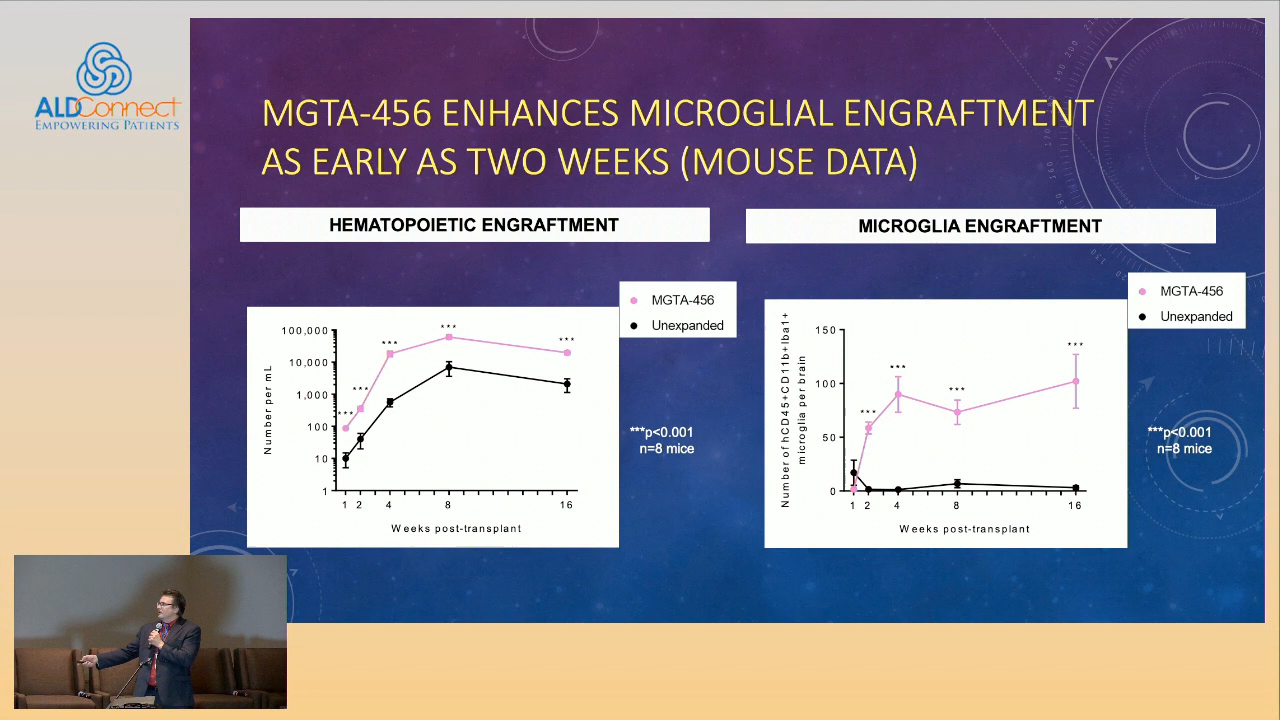 ALDConnect
EMPOWERING PATIENTS
MGTA-456 ENHANCES MICROGLIAL ENGRAFTMENT
AS EARLY AS TWO WEEKS (MOUSE DATA)
HEMATOPOIETIC ENGRAFTMENT
MGTA-456
Unexpanded
Number per mL
100,000
10,000
1,000
100
10
1
***
***
***
***
***
1 2 4 8 16
Weeks post-transplant
***p<0.001
n=8 mice
MICROGLIA ENGRAFTMENT
MGTA-456
Unexpanded
Number of hCD45+CD11b+Iba1+
microglia per brain
150
100
50
0
***
***
***
***
1 2 4 8 16
Weeks post-transplant
***p<0.001
n=8 mice